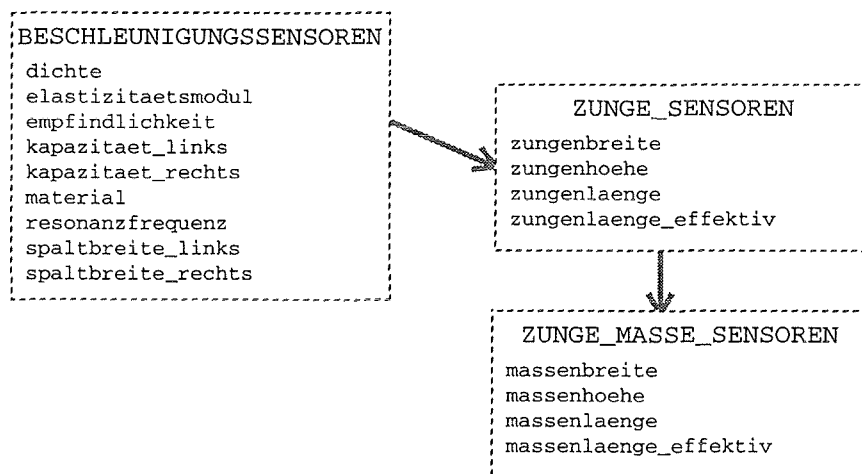 BESCHLEUNIGUNGSSENSOREN
dichte
elastizitaetsmodul
empfindlichkeit
kapazitaet_links
kapazitaet_rechts
material
resonanzfrequenz
spaltbreite_links
spaltbreite_rechts
ZUNGE_SENSOREN
zungenbreite
zungenhoehe
zungenlaenge
zungenlaenge_effektiv
ZUNGE_MASSE_SENSOREN
massenbreite
massenhoehe
massenlaenge
massenlaenge_effektiv